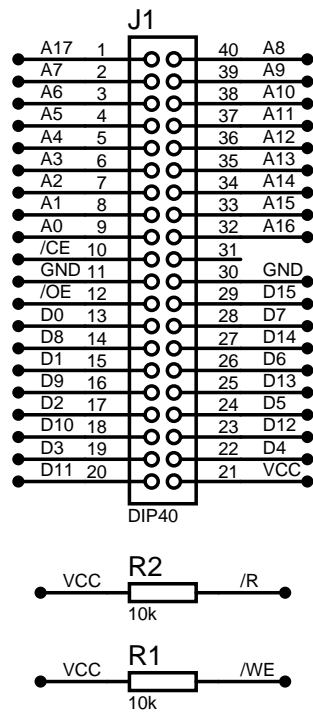 J1
A17 1 40 A8
A7 2 39 A9
A6 3 38 A10
A5 4 37 A11
A4 5 36 A12
A3 6 35 A13
A2 7 34 A14
A1 8 33 A15
A0 9 32 A16
/CE 10 31
GND 11 30 GND
/OE 12 29 D15
D0 13 28 D7
D8 14 27 D14
D1 15 26 D6
D9 16 25 D13
D2 17 24 D5
D10 18 23 D12
D3 19 22 D4
D11 20 21 VCC
DIP40
R2
VCC /R
10k
R1
VCC /WE
10k